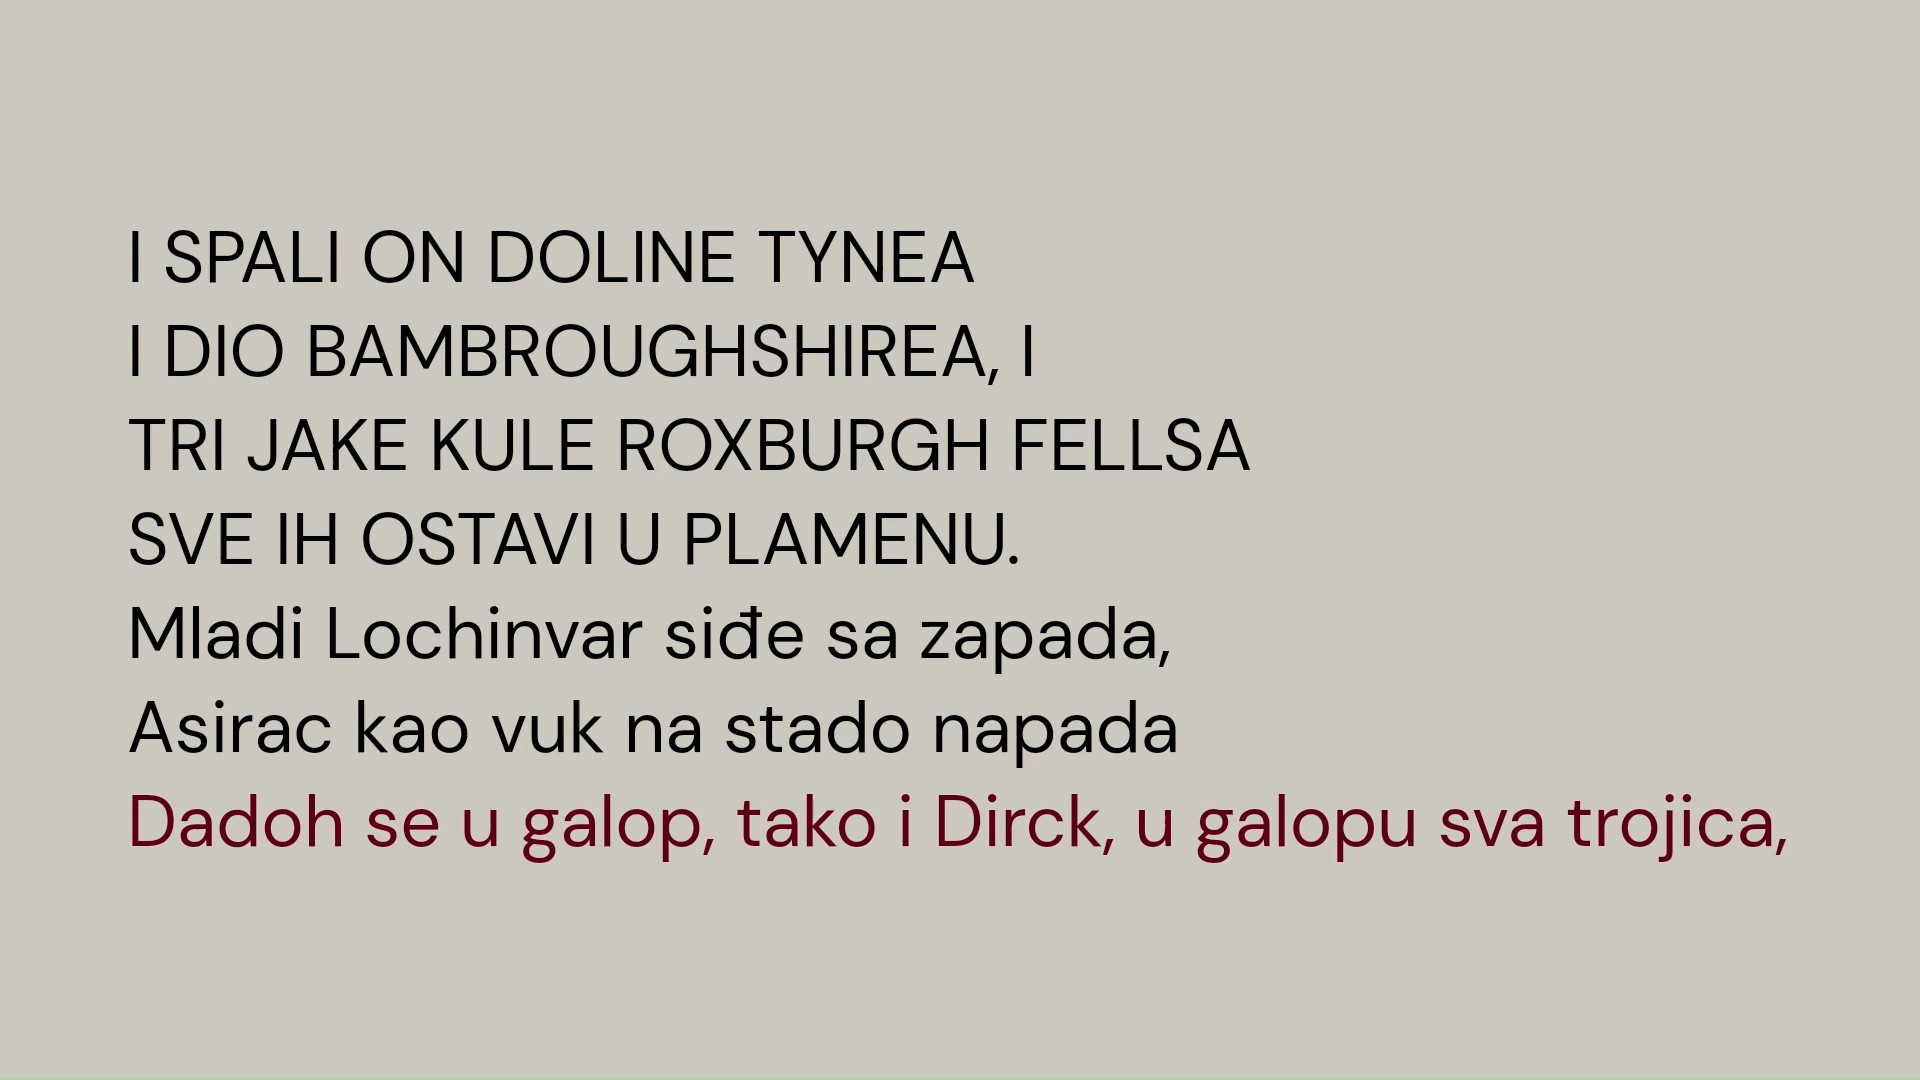 I SPALI ON DOLINE TYNEA
I DIO BAMBROUGHSHIREA, I
TRI JAKE KULE ROXBURGH FELLSA
SVE IH OSTAVI U PLAMENU.
Mladi Lochinvar siđe sa zapada,
Asirac kao vuk na stado napada
Dadoh se u galop, tako i Dirck, u galopu sva trojica,